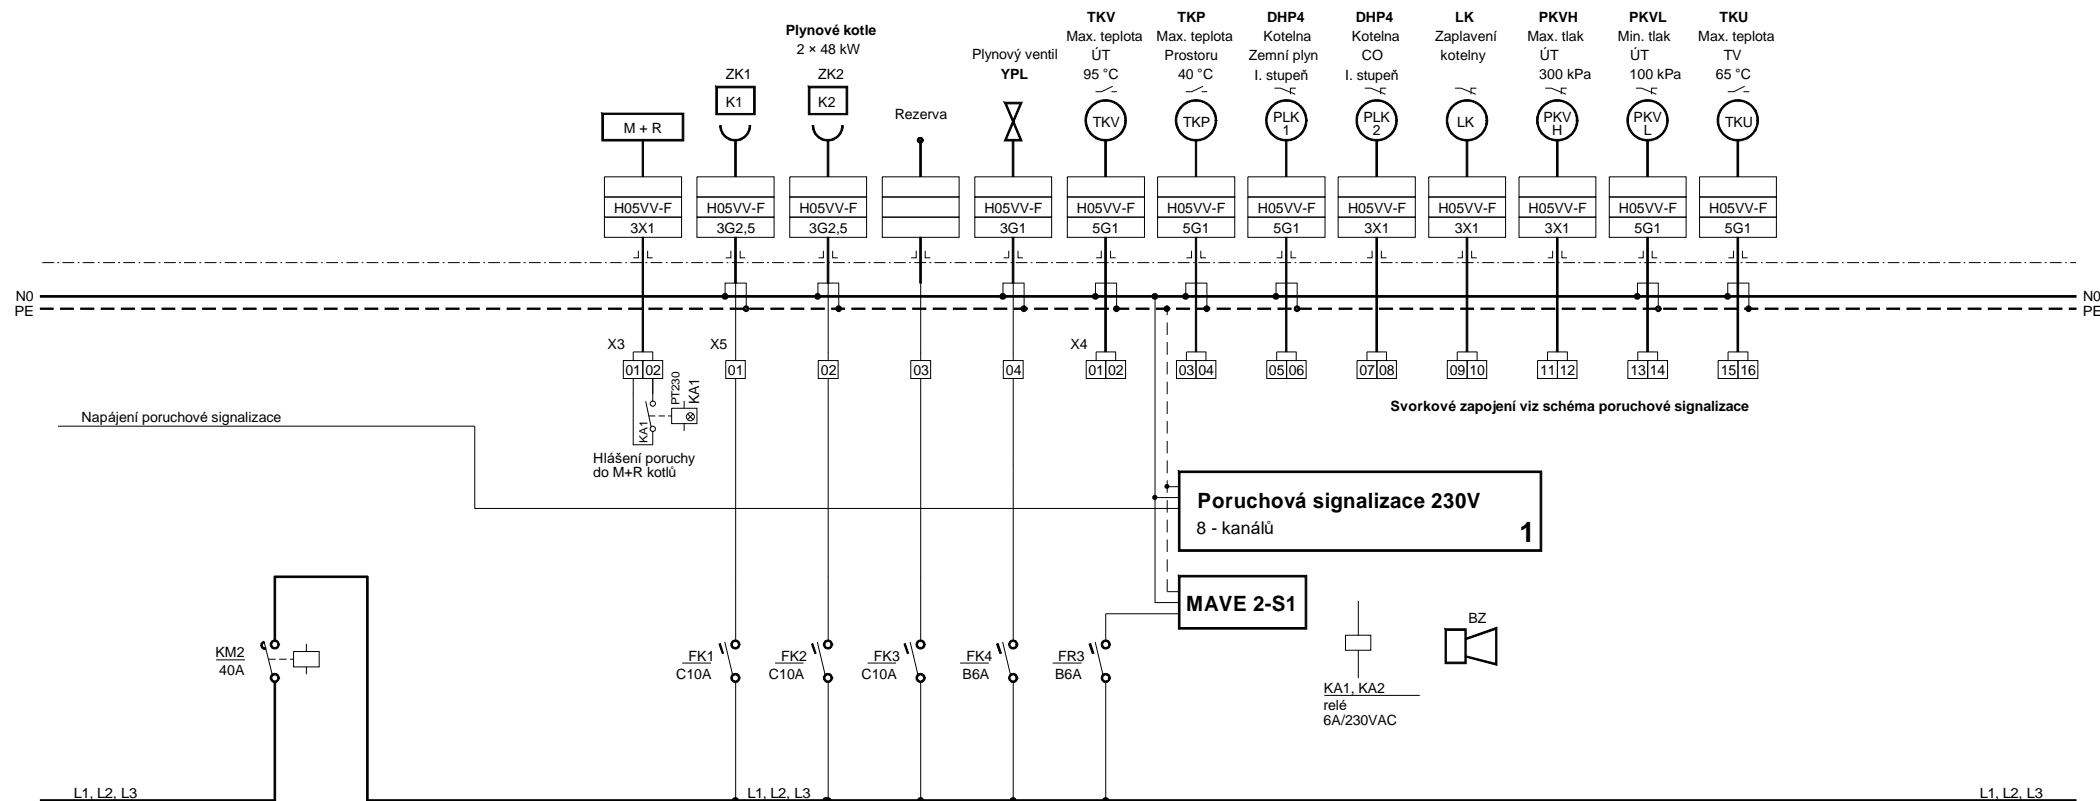 Plynové kotle
2 × 48 kW
ZK1
K1
ZK2
K2
M + R
Rezerva
Plynový ventil
YPL
TKV
Max. teplota
ÚT
95 °C
TKV
TKP
Max. teplota
Prostoru
40 °C
TKP
DHP4
Kotelna
Zemní plyn
I. stupeň
PLK
1
DHP4
Kotelna
CO
I. stupeň
PLK
2
LK
Zaplavení
kotelny
LK
PKVH
Max. tlak
ÚT
300 kPa
PKV
H
PKVL
Min. tlak
ÚT
100 kPa
PKV
L
TKU
Max. teplota
TV
65 °C
TKU
H05VV-F
3X1
H05VV-F
3G2,5
H05VV-F
3G2,5
H05VV-F
3G1
H05VV-F
5G1
H05VV-F
5G1
H05VV-F
5G1
H05VV-F
3X1
H05VV-F
3X1
H05VV-F
3X1
H05VV-F
5G1
H05VV-F
5G1
N0
PE
N0
PE
X3
01 02
X5
01
02
03
04
X4
01 02
03 04
05 06
07 08
09 10
11 12
13 14
15 16
KA1
PT230
KA1
Hlášení poruchy
do M+R kotlů
Svorkové zapojení viz schéma poruchové signalizace
Napájení poruchové signalizace
Poruchová signalizace 230V
8 - kanálů
1
MAVE 2-S1
KM2
40A
FK1
C10A
FK2
C10A
FK3
C10A
FK4
B6A
FR3
B6A
KA1, KA2
relé
6A/230VAC
BZ
L1, L2, L3
L1, L2, L3
L1, L2, L3